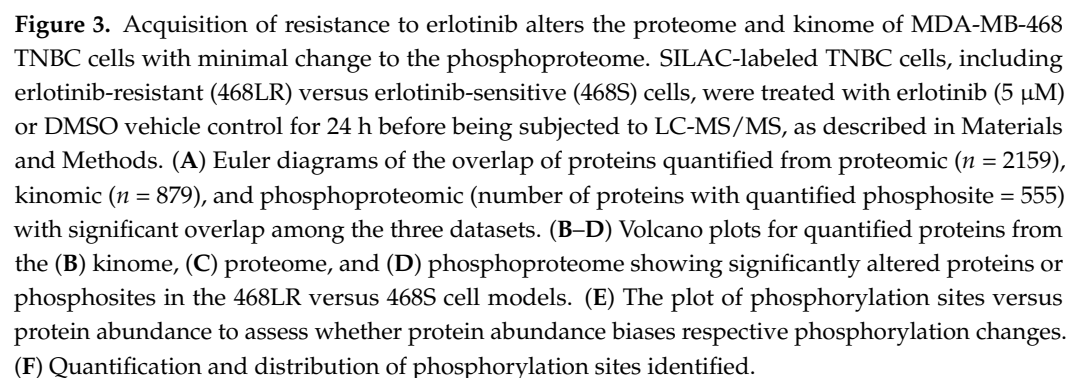 Figure 3. Acquisition of resistance to erlotinib alters the proteome and kinome of MDA-MB-468
TNBC cells with minimal change to the phosphoproteome. SILAC-labeled TNBC cells, including
erlotinib-resistant (468LR) versus erlotinib-sensitive (468S) cells, were treated with erlotinib (5 μM)
or DMSO vehicle control for 24 h before being subjected to LC-MS/MS, as described in Materials
and Methods. (A) Euler diagrams of the overlap of proteins quantified from proteomic (n = 2159),
kinomic (n = 879), and phosphoproteomic (number of proteins with quantified phosphosite = 555)
with significant overlap among the three datasets. (B–D) Volcano plots for quantified proteins from
the (B) kinome, (C) proteome, and (D) phosphoproteome showing significantly altered proteins or
phosphosites in the 468LR versus 468S cell models. (E) The plot of phosphorylation sites versus
protein abundance to assess whether protein abundance biases respective phosphorylation changes.
(F) Quantification and distribution of phosphorylation sites identified.